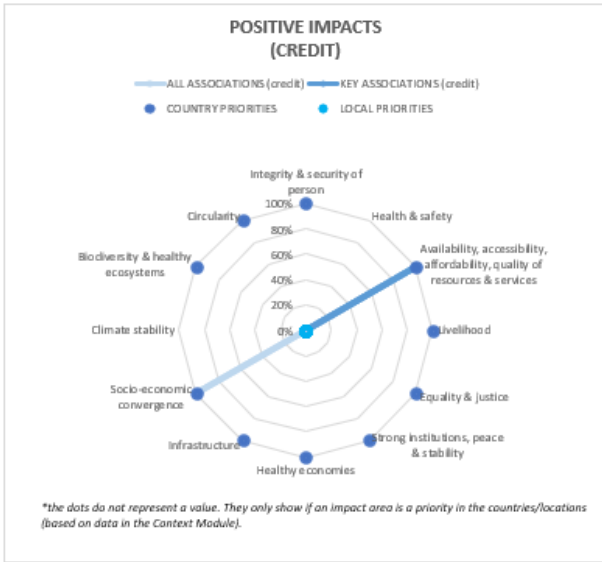 POSITIVE IMPACTS
(CREDIT)
ALL ASSOCIATIONS (credit) KEY ASSOCIATIONS (credit)
COUNTRY PRIORITIES LOCAL PRIORITIES
Integrity & security of
person
Health & safety
Availability, accessibility,
affordability, quality of
resources & services
Livelihood
Equality & justice
Strong institutions, peace
& stability
Healthy economies
Infrastructure
Socio-economic
convergence
Climate stability
Biodiversity & healthy
ecosystems
Circularity
100%
80%
60%
40%
20%
0%
*the dots do not represent a value. They only show if an impact area is a priority in the countries/locations
(based on data in the Context Module).